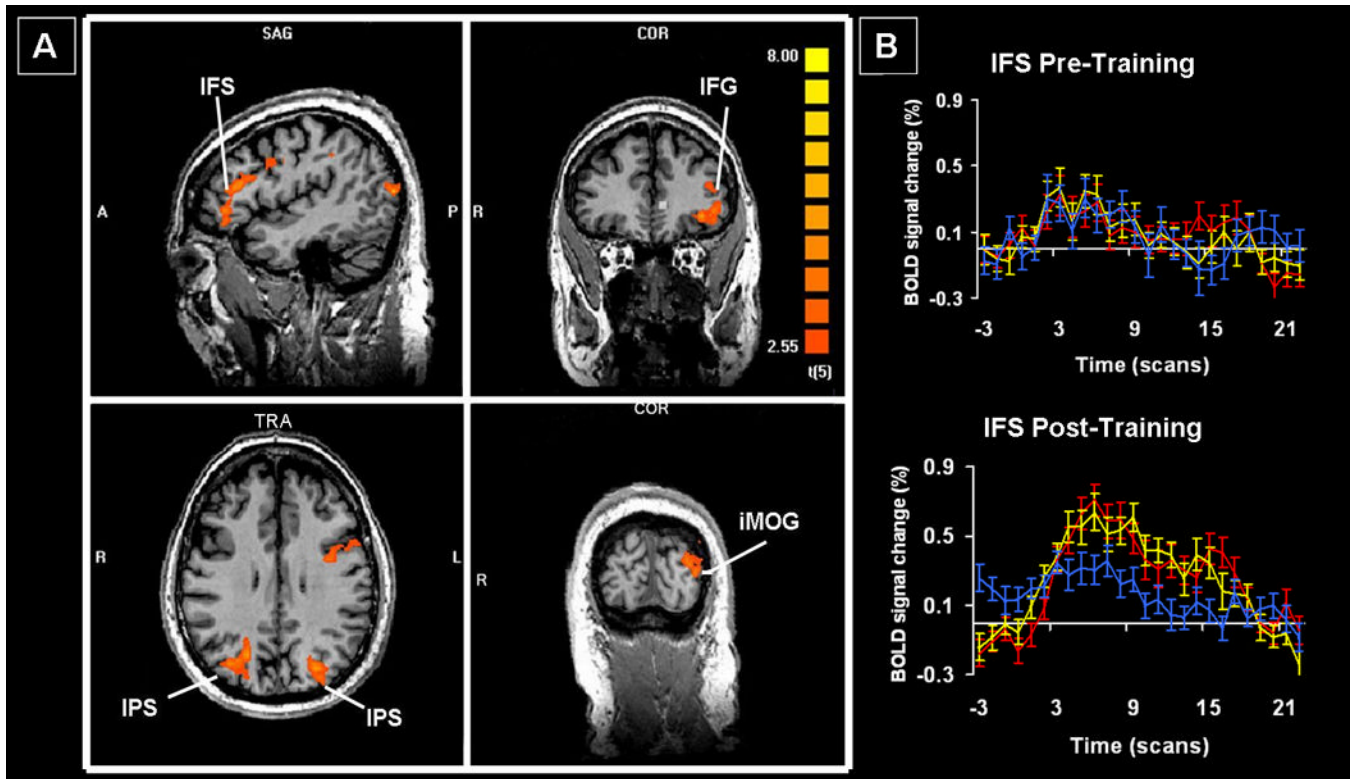 A
SAG
IFS
A
P
COR
IFG
R
8.00
2.55
t(5)
TRA
R
L
IPS
IPS
COR
iMOG
R
B
IFS Pre-Training
BOLD signal change (%)
0.9
0.5
0.1
-0.3
-3 3 9 15 21
Time (scans)
IFS Post-Training
BOLD signal change (%)
0.9
0.5
0.1
-0.3
-3 3 9 15 21
Time (scans)